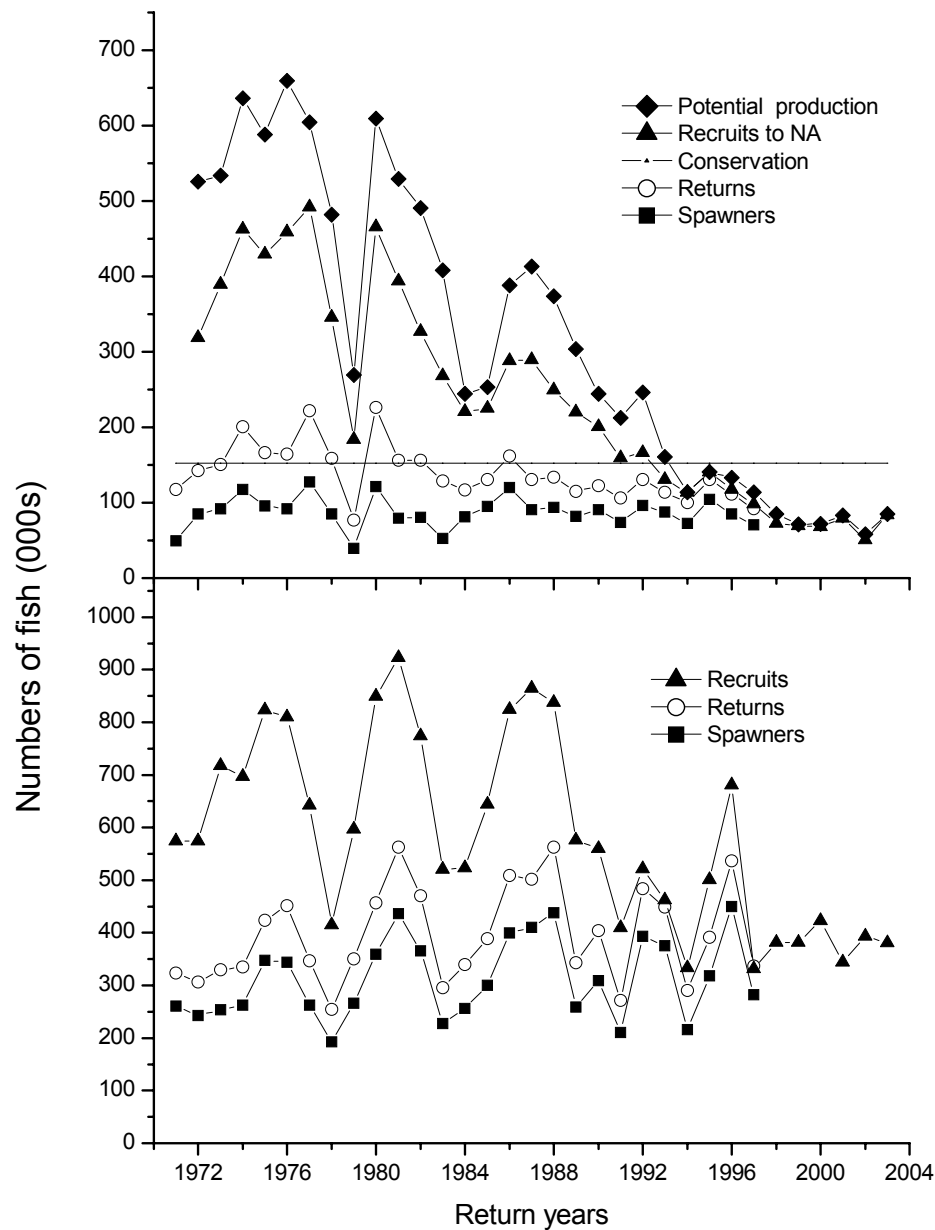 700
600
500
400
300
200
100
0
Potential production
Recruits to NA
Conservation
Returns
Spawners
Numbers of fish (000s)
1000
900
800
700
600
500
400
300
200
100
0
Recruits
Returns
Spawners
1972 1976 1980 1984 1988 1992 1996 2000 2004
Return years